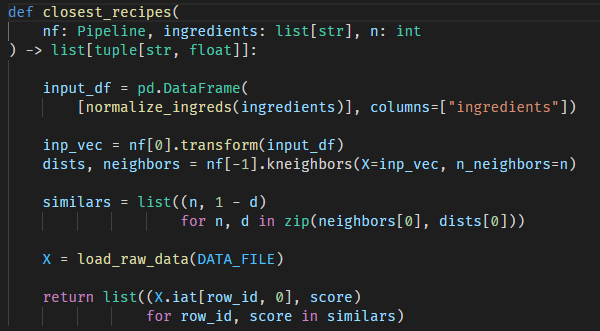 def closest_recipes(
    nf: Pipeline, ingredients: list[str], n: int
) -> list[tuple[str, float]]:

    input_df = pd.DataFrame(
        [normalize_ingreds(ingredients)], columns=["ingredients"])

    inp_vec = nf[0].transform(input_df)
    dists, neighbors = nf[-1].kneighbors(X=inp_vec, n_neighbors=n)

    similars = list((n, 1 - d)
                    for n, d in zip(neighbors[0], dists[0]))

    X = load_raw_data(DATA_FILE)

    return list((X.iat[row_id, 0], score)
                for row_id, score in similars)